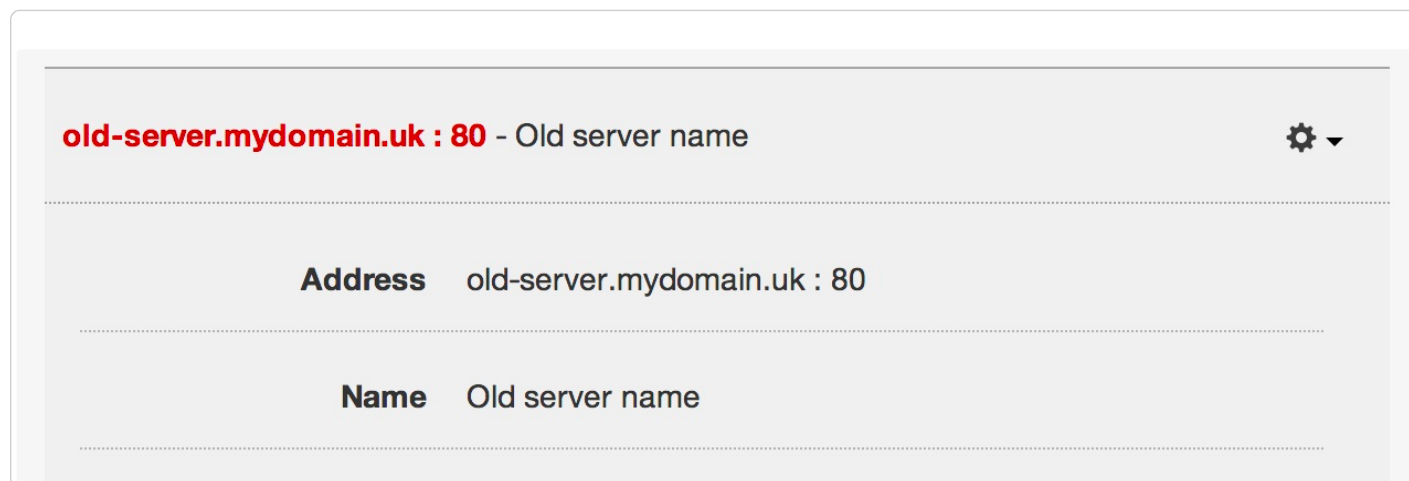 old-server.mydomain.uk : 80 - Old server name
Address old-server.mydomain.uk : 80
Name Old server name